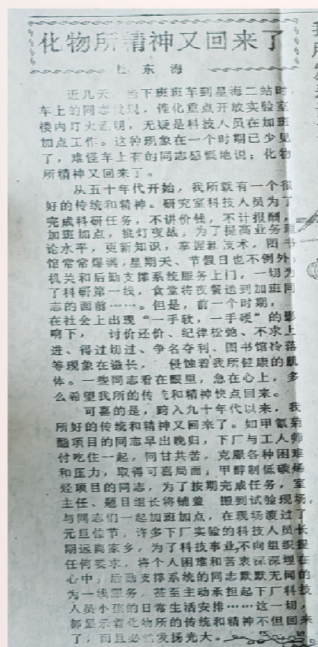 化物所精神又回来了
杜东海
近几天，当下班班车到星海二站时，
车上的同志发现，催化重点开放实验室
楼内灯火通明，无疑是科技人员在加班
加点工作。这种现象在一个时期已少见
了，难怪车上有的同志感慨地说：化物
所精神又回来了。
从五十年代开始，我所就有一个很
好的传统和精神。研究室科技人员为了
完成科研任务，不讲价钱，不计报酬，
加班加点，挑灯夜战，为了提高业务理
论水平，更新知识，掌握新技术，图书
馆常常爆满，星期天、节假日也不例外；
机关和后勤支撑系统服务上门，一切为
了科研第一线，食堂将夜餐送到加班同
志的面前……。但是，前一个时期，
在社会上出现“一手软，一手硬”的影
响下，讨价还价、纪律松弛、不求上
进、得过且过、争名夺利、图书馆冷落
等现象在滋长，侵蚀着我所健康的肌
体。一些同志看在眼里，急在心上，多
么希望我所的传统和精神快点回来。
可喜的是，跨入九十年代以来，我
所好的传统和精神又回来了。如甲氰菊
酯项目的同志早出晚归，下厂与工人师
付吃住一起，同甘共苦，克服各种困难
和压力，取得可喜局面，甲醇制低碳烯
烃项目的同志，为了按期完成任务，室
主任、题目组长将铺盖 搬到试验现场，
与同志们一起加班加点，在现场渡过了
元旦佳节，许多下厂实验的科技人员长
期远离家乡，为了科技事业不向组织提
任何要求，将个人困难和苦衷深深埋在
心中；后勤支撑系统的同志默默无闻的
为一线服务，甚至主动承担起下厂科技
人员小孩的日常生活安排……这一切，
都显示着化物所的传统和精神不但回来
了，而且必然发扬光大。